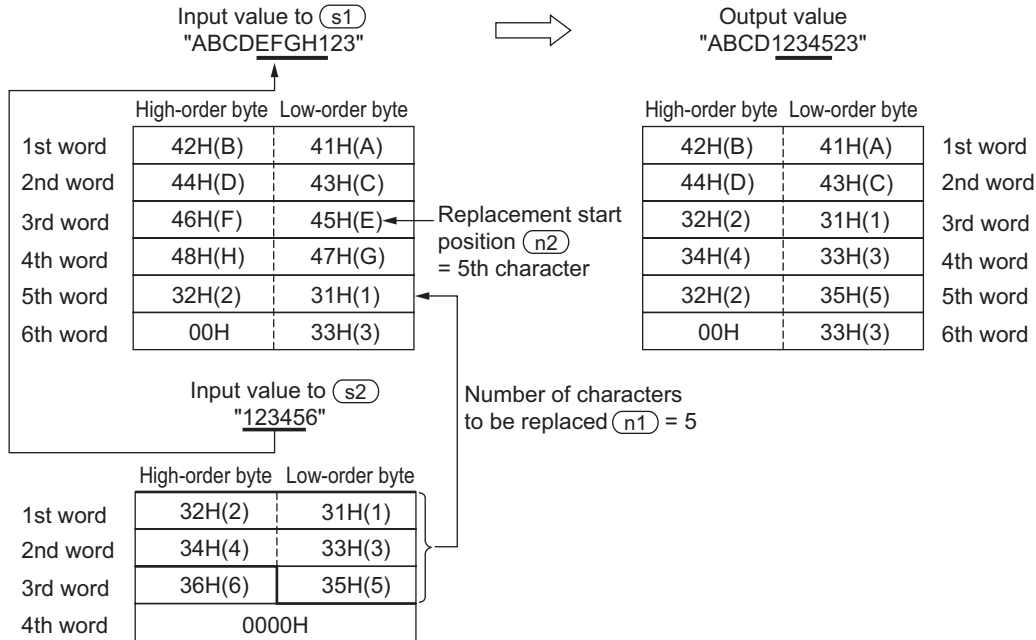 Input value to s1
"ABCDEFGH123"
Output value
"ABCD1234523"
High-order byte Low-order byte
1st word 42H(B) 41H(A)
2nd word 44H(D) 43H(C)
3rd word 46H(F) 45H(E)
4th word 48H(H) 47H(G)
5th word 32H(2) 31H(1)
6th word 00H 33H(3)
Replacement start
position n2
= 5th character
High-order byte Low-order byte
42H(B) 41H(A) 1st word
44H(D) 43H(C) 2nd word
32H(2) 31H(1) 3rd word
34H(4) 33H(3) 4th word
32H(2) 35H(5) 5th word
00H 33H(3) 6th word
Input value to s2
"123456"
Number of characters
to be replaced n1 = 5
High-order byte Low-order byte
1st word 32H(2) 31H(1)
2nd word 34H(4) 33H(3)
3rd word 36H(6) 35H(5)
4th word 0000H